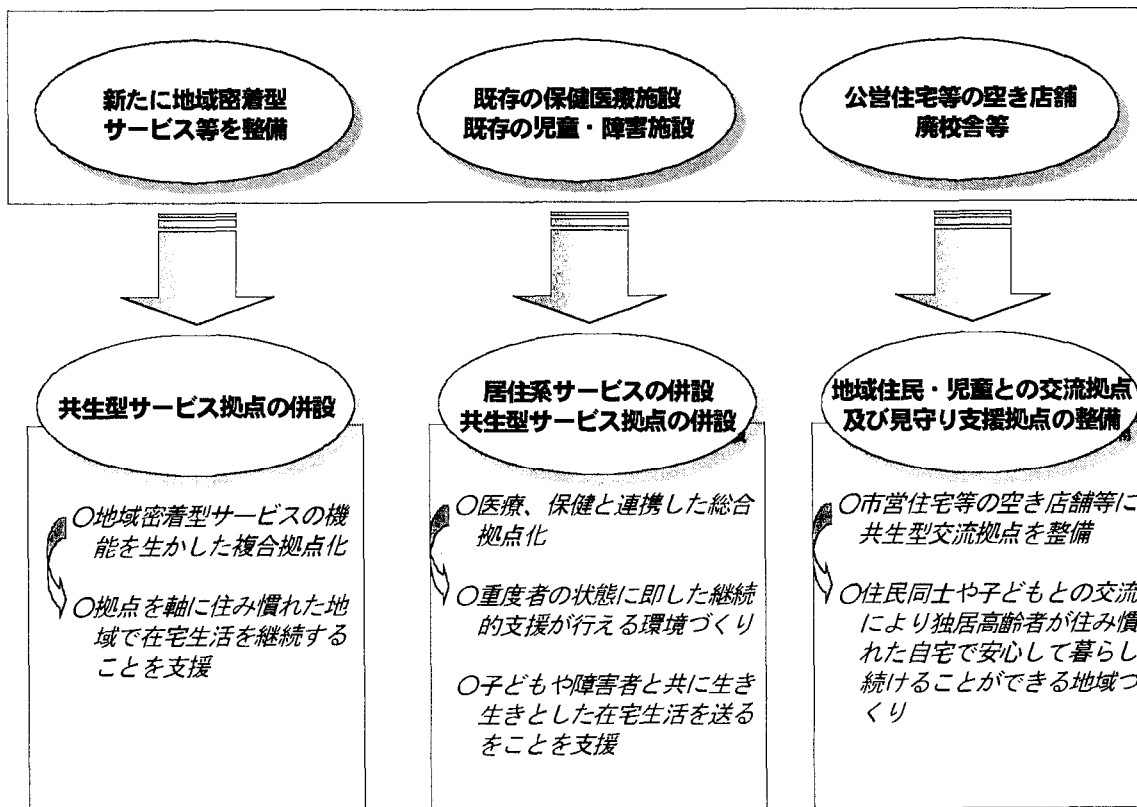 新たに地域密着型
サービス等を整備
既存の保健医療施設
既存の児童・障害施設
公営住宅等の空き店舗
廃校舎等
共生型サービス拠点の併設
居住系サービスの併設
共生型サービス拠点の併設
地域住民・児童との交流拠点
及び見守り支援拠点の整備
○地域密着型サービスの機
能を生かした複合拠点化
○拠点を軸に住み慣れた地
域で在宅生活を継続する
ことを支援
○医療、保健と連携した総合
拠点化
○重度者の状態に即した継続
的支援が行える環境づくり
○子どもや障害者と共に生き
生きとした在宅生活を送る
をことを支援
○市営住宅等の空き店舗等に
共生型交流拠点を整備
○住民同士や子どもとの交流
により独居高齢者が住み慣
れた自宅で安心して暮らし
続けることができる地域づ
くり